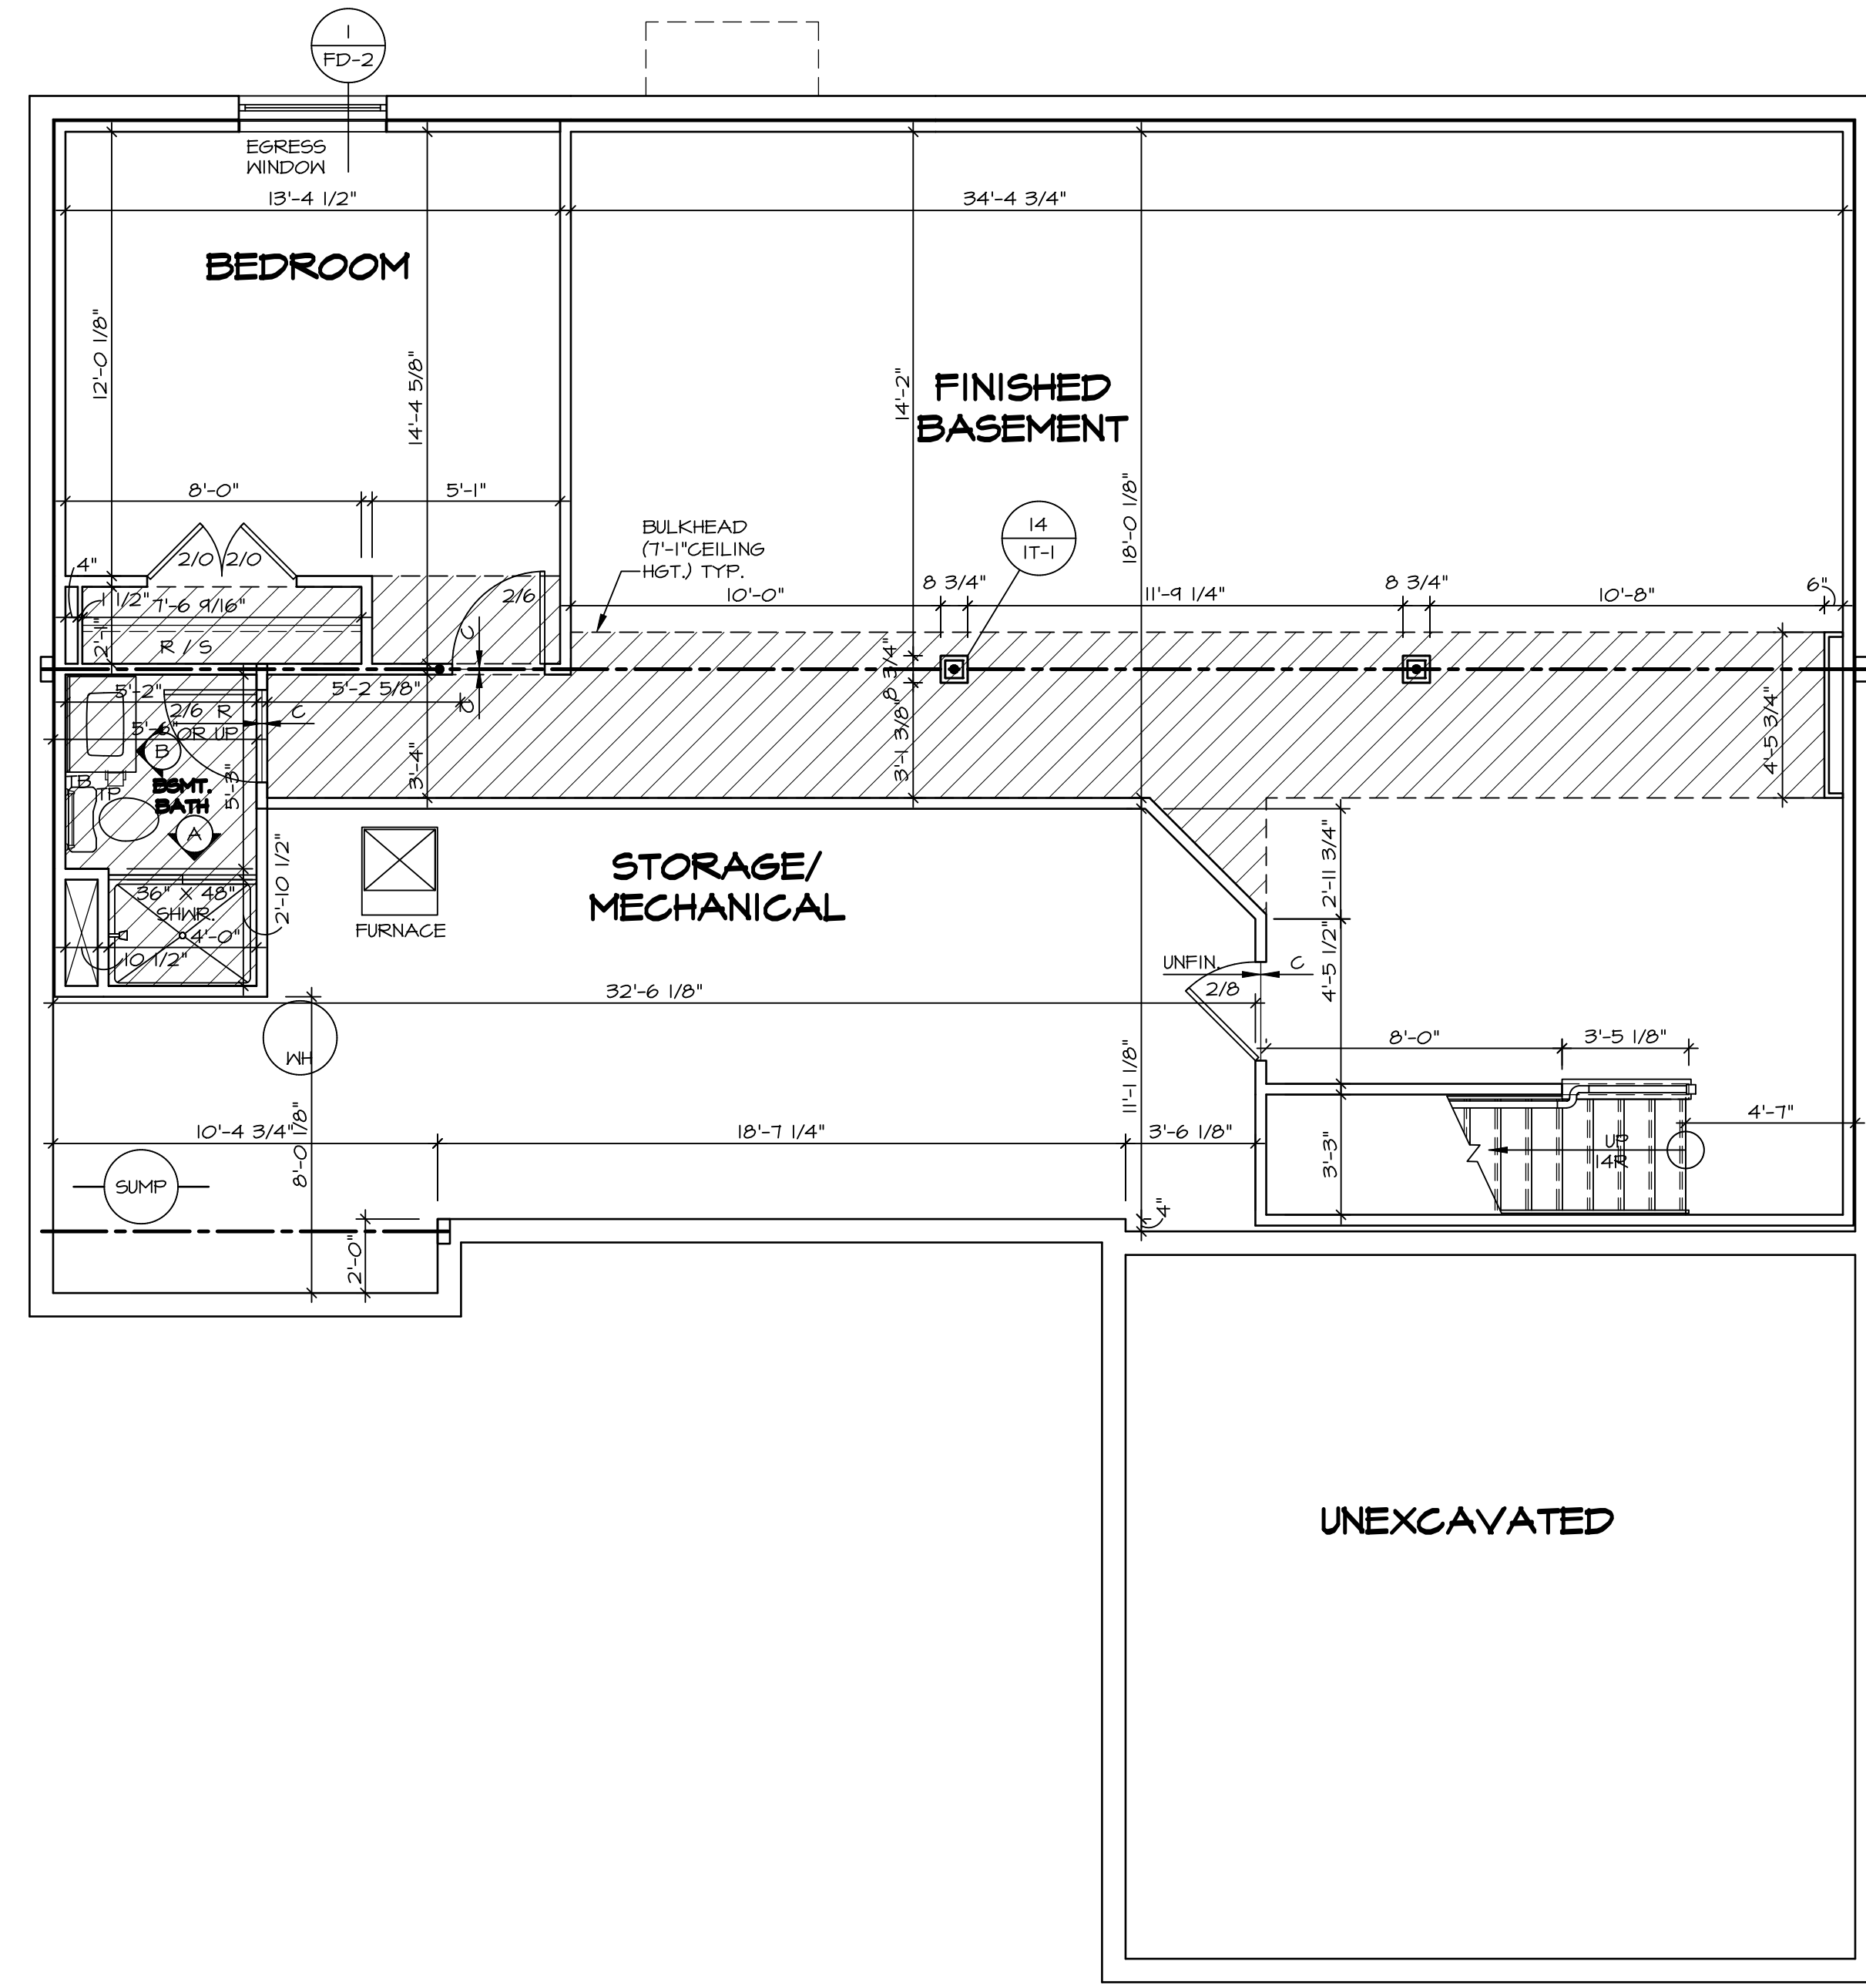 1
FD-2
EGRESS
WINDOW
13'-4 1/2"
34'-4 3/4"
BEDROOM
12'-0 1/8"
14'-4 5/8"
14'-2"
18'-0 1/8"
FINISHED
BASEMENT
8'-0"
5'-1"
BULKHEAD
(7'-1"CEILING
HGT.) TYP.
14
IT-1
4"
2/0
2/0
2/6
8 3/4"
8 3/4"
6"
10'-0"
11'-9 1/4"
10'-8"
1 1/2"
7'-6 9/16"
2'-11"
R / S
C
C
8 3/4"
3'-1 3/8"
4'-5 3/4"
5'-2"
5'-2 5/8"
2/6
R
C
5'-6"
OR UP
B
3'-4"
5'-3"
TB
TP
BSMT.
BATH
A
2'-10 1/2"
36" X 48"
SHWR.
4'-0"
10 1/2"
FURNACE
STORAGE/
MECHANICAL
2'-11 3/4"
4'-5 1/2"
UNFIN.
C
2/8
32'-6 1/8"
WH
8'-0"
3'-5 1/8"
11'-1 1/8"
10'-4 3/4"
18'-7 1/4"
3'-6 1/8"
4'-7"
8'-0 1/8"
3'-3"
UP
14R
SUMP
4"
2'-0"
UNEXCAVATED